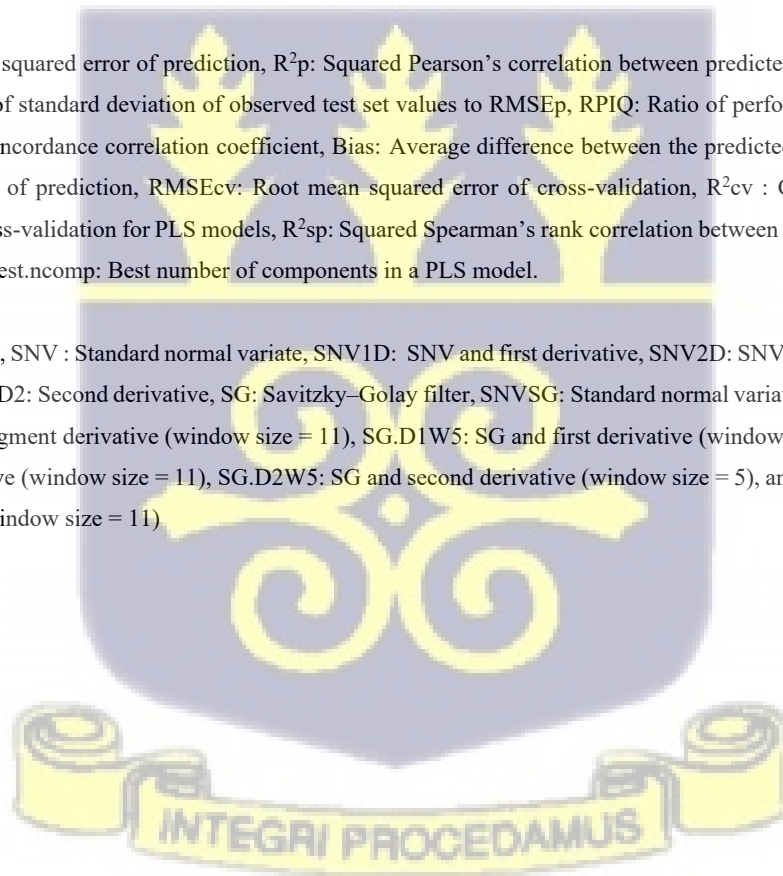 squared error of prediction, R²p: Squared Pearson’s correlation between predicte
of standard deviation of observed test set values to RMSEp, RPIQ: Ratio of perfo
ncordance correlation coefficient, Bias: Average difference between the predicted
of prediction, RMSEcv: Root mean squared error of cross-validation, R²cv : C
ss-validation for PLS models, R²sp: Squared Spearman’s rank correlation between
est.ncomp: Best number of components in a PLS model.
, SNV : Standard normal variate, SNV1D: SNV and first derivative, SNV2D: SNV
D2: Second derivative, SG: Savitzky–Golay filter, SNVSG: Standard normal variat
gment derivative (window size = 11), SG.D1W5: SG and first derivative (window
ve (window size = 11), SG.D2W5: SG and second derivative (window size = 5), an
indow size = 11)
INTEGRI PROCEDAMUS